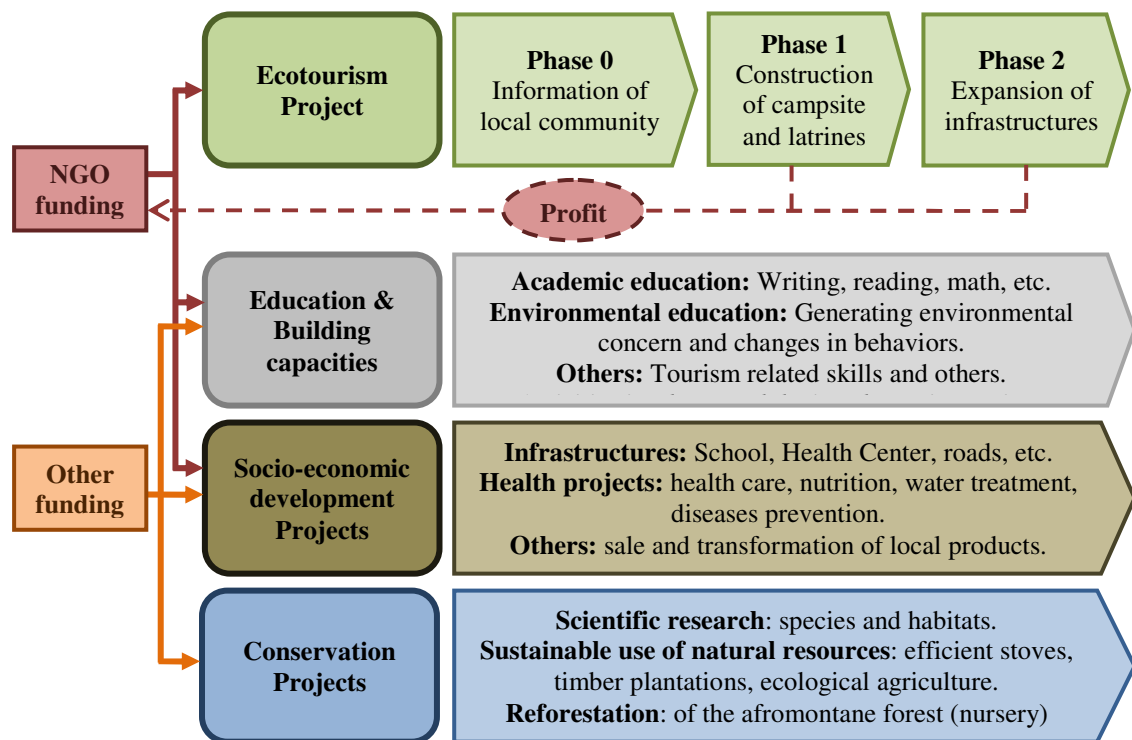 Ecotourism
Project
Phase 0
Information of
local community
Phase 1
Construction
of campsite
and latrines
Phase 2
Expansion of
infrastructures
NGO
funding
Profit
Education &
Building
capacities
Academic education: Writing, reading, math, etc.
Environmental education: Generating environmental
concern and changes in behaviors.
Others: Tourism related skills and others.
Other
funding
Socio-economic
development
Projects
Infrastructures: School, Health Center, roads, etc.
Health projects: health care, nutrition, water treatment,
diseases prevention.
Others: sale and transformation of local products.
Conservation
Projects
Scientific research: species and habitats.
Sustainable use of natural resources: efficient stoves,
timber plantations, ecological agriculture.
Reforestation: of the afromontane forest (nursery)